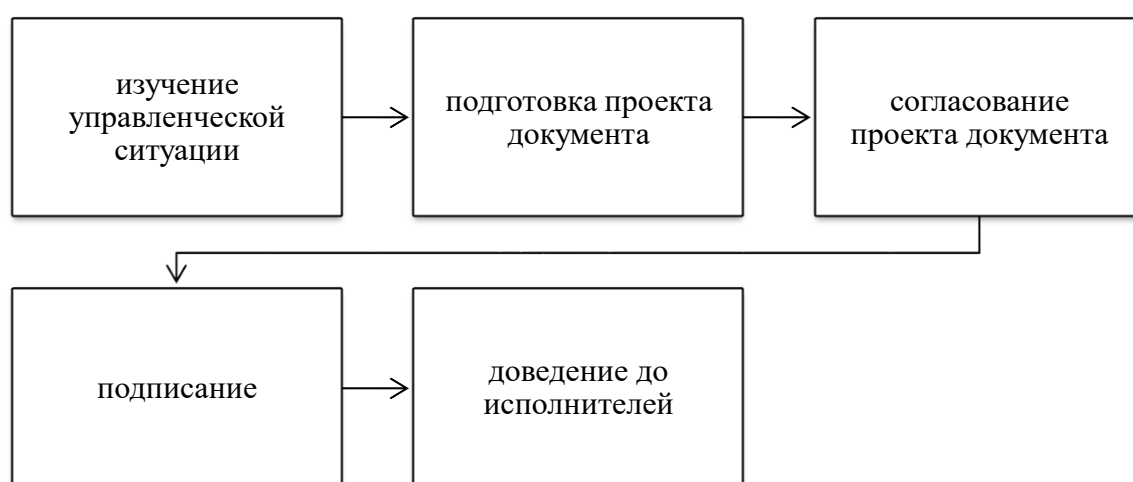 изучение
управленческой
ситуации
подготовка проекта
документа
согласование
проекта документа
подписание
доведение до
исполнителей